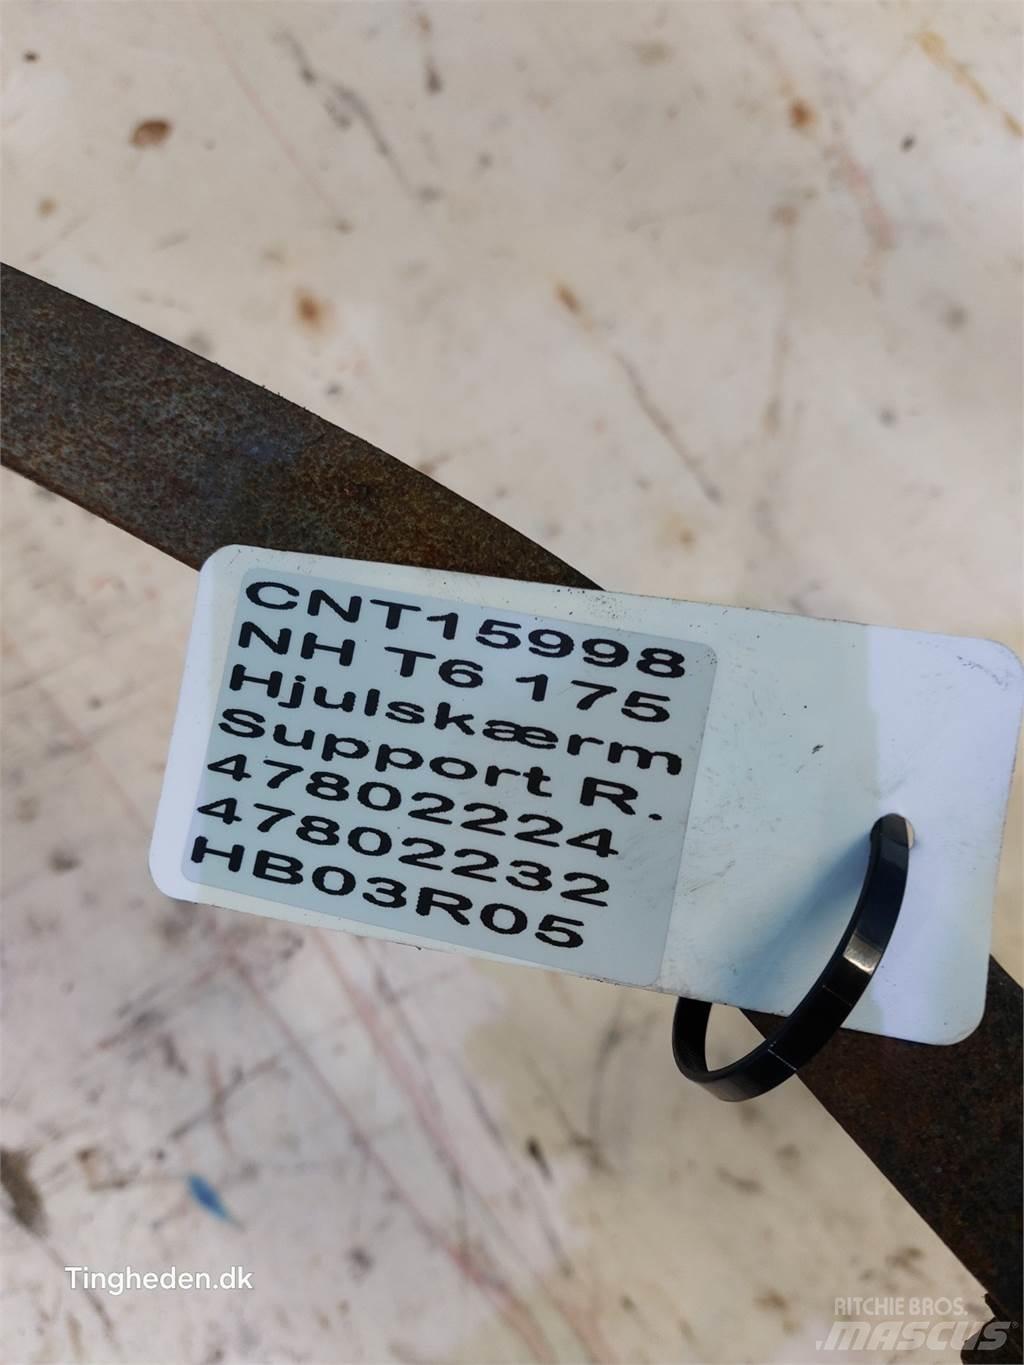 CNT15998
NH T6 175
Hjulskærm
Support R.
47802224
47802232
HB03R05
Tingheden.dk
RITCHIE BROS.
MASCUS